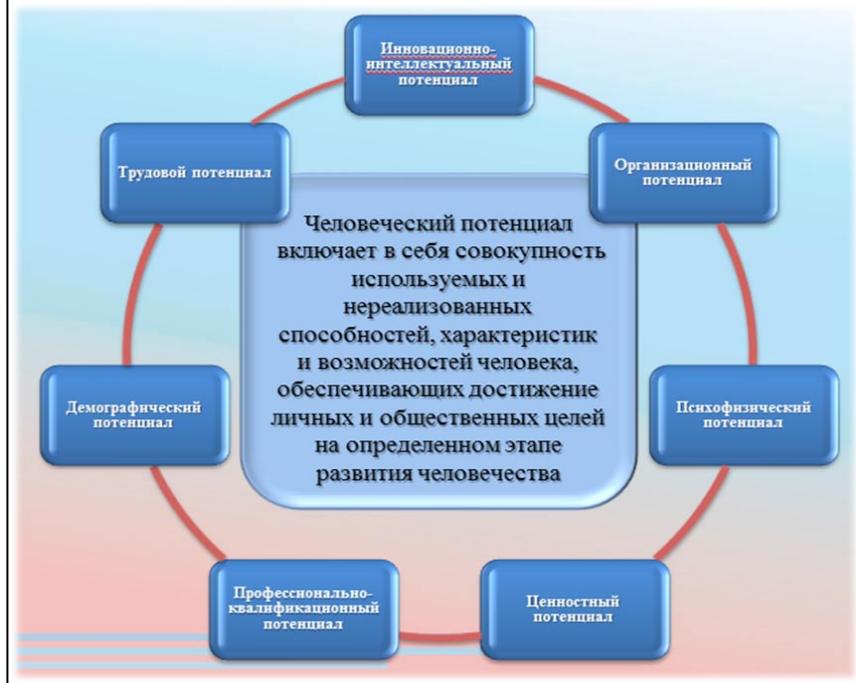 Инновационно-
интеллектуальный
потенциал
Организационный
потенциал
Трудовой потенциал
Человеческий потенциал
включает в себя совокупность
используемых и
нереализованных
способностей, характеристик
и возможностей человека,
обеспечивающих достижение
личных и общественных целей
на определенном этапе
развития человечества
Психофизический
потенциал
Демографический
потенциал
Ценностный
потенциал
Профессионально-
квалификационный
потенциал